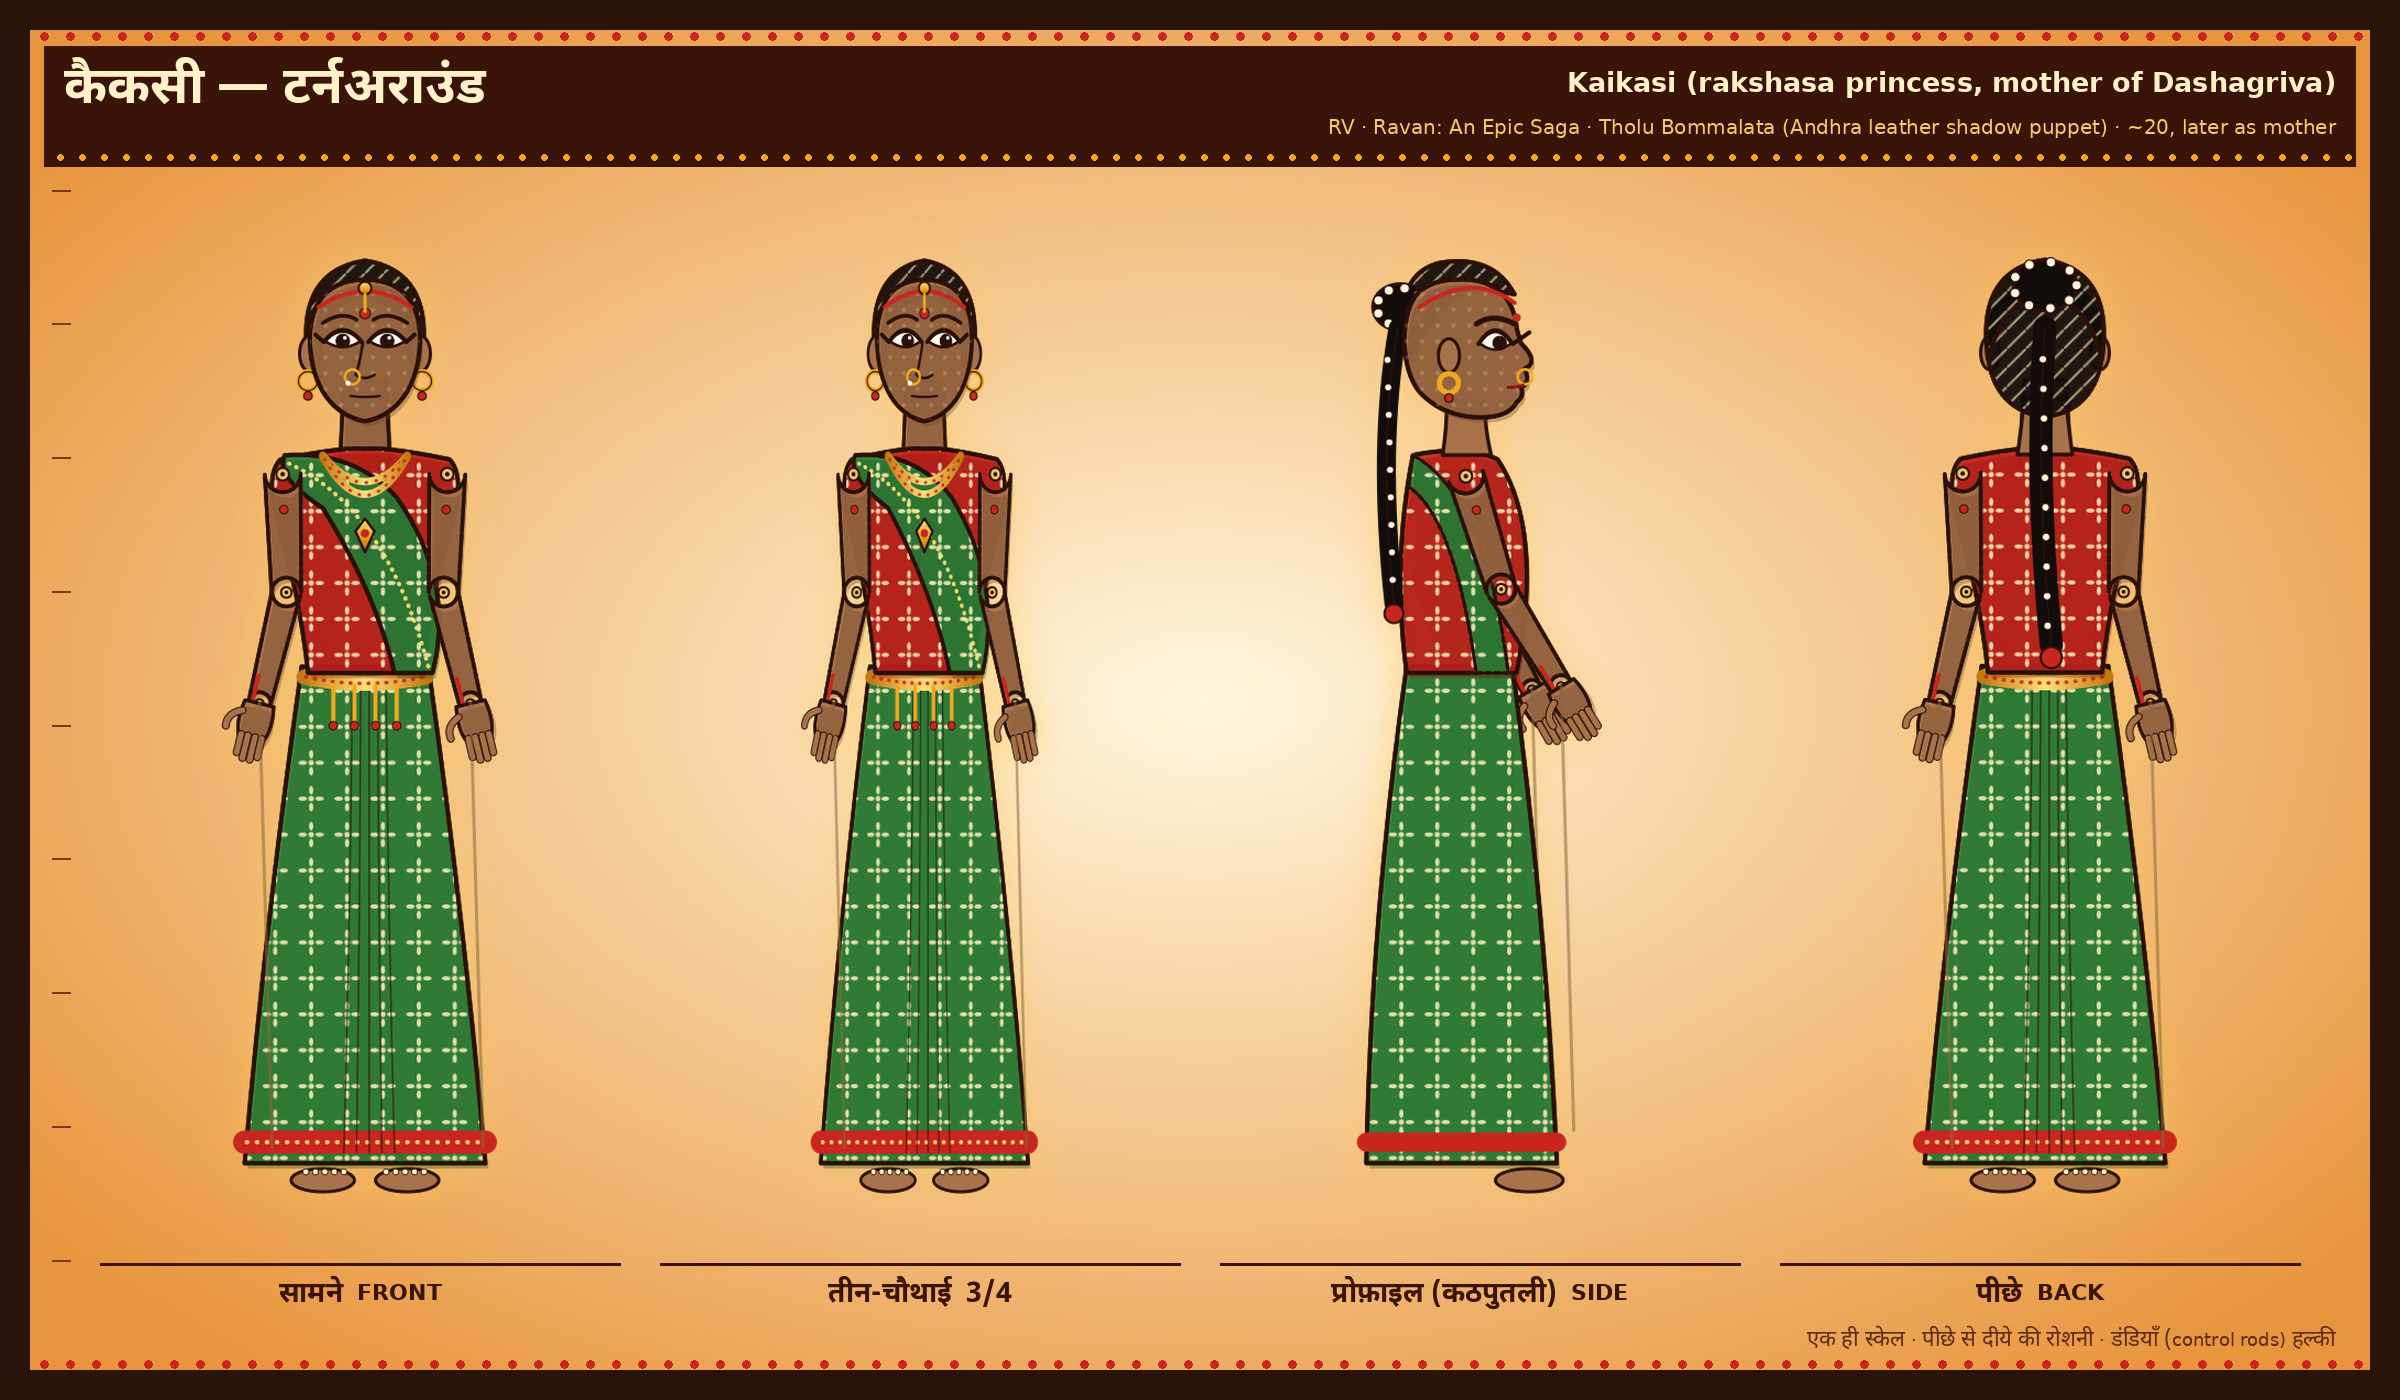 कैकसी — टर्नअराउंड
Kaikasi (rakshasa princess, mother of Dashagriva)
RV · Ravan: An Epic Saga · Tholu Bommalata (Andhra leather shadow puppet) · ~20, later as mother
सामने FRONT
तीन-चौथाई 3/4
प्रोफ़ाइल (कठपुतली) SIDE
पीछे BACK
एक ही स्केल · पीछे से दीये की रोशनी · डंडियाँ (control rods) हल्की